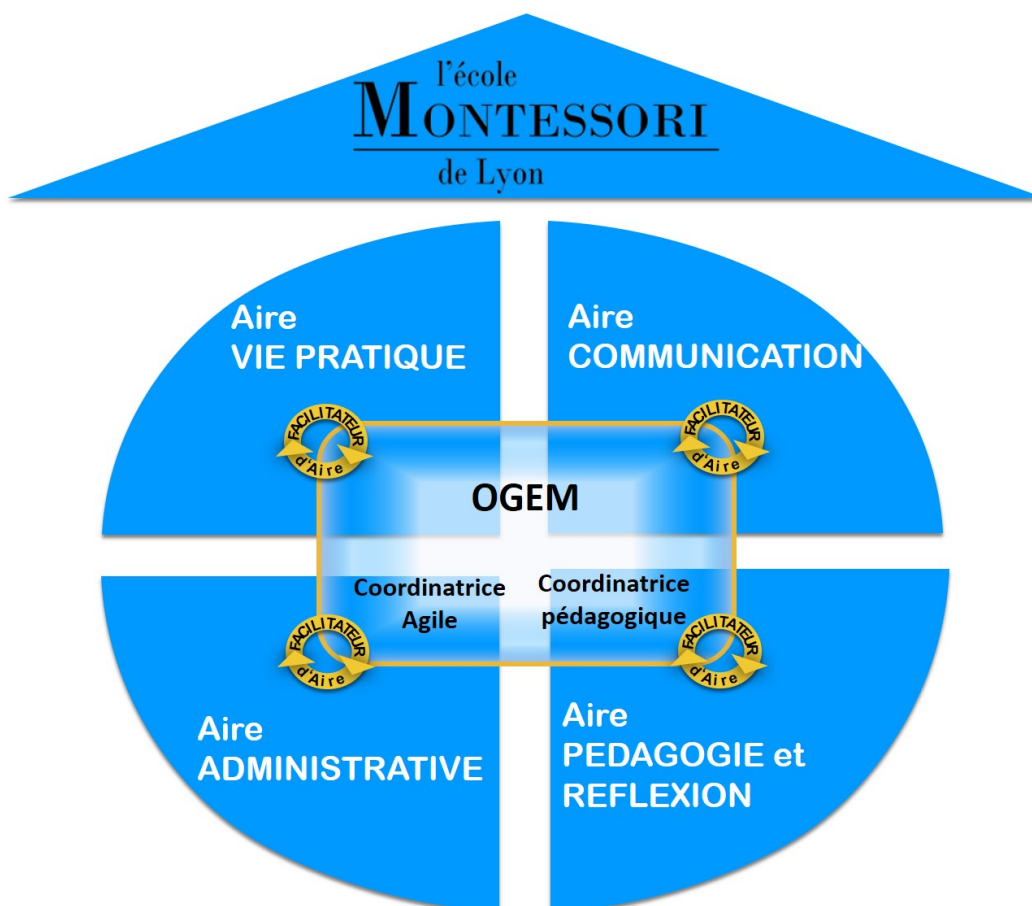 l'école
MONTESSORI
de Lyon
Aire
VIE PRATIQUE
Aire
COMMUNICATION
FACILITATEUR
d'Aire
FACILITATEUR
d'Aire
OGEM
Coordinatrice
Agile
Coordinatrice
pédagogique
FACILITATEUR
d'Aire
FACILITATEUR
d'Aire
Aire
ADMINISTRATIVE
Aire
PEDAGOGIE et
REFLEXION